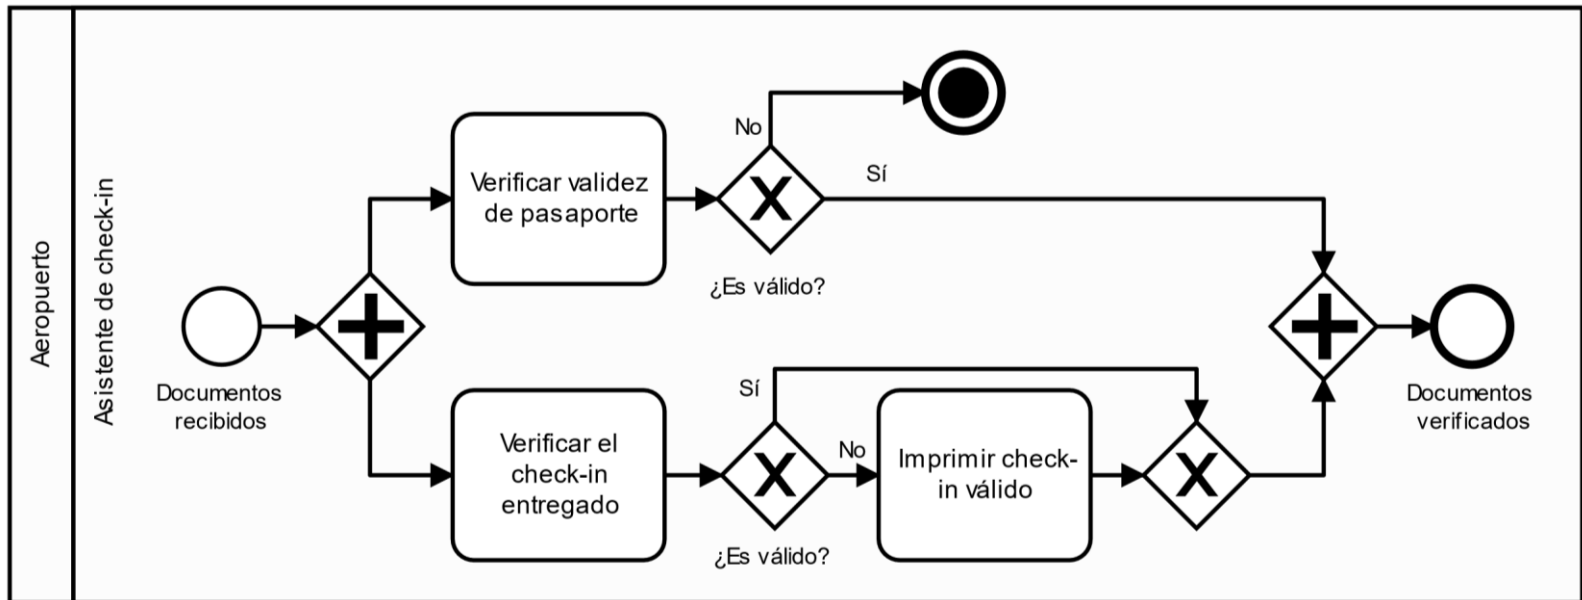 Aeropuerto
Asistente de check-in
Documentos
recibidos
Verificar validez
de pasaporte
No
Sí
¿Es válido?
Verificar el
check-in
entregado
Sí
No
¿Es válido?
Imprimir check-
in válido
Documentos
verificados